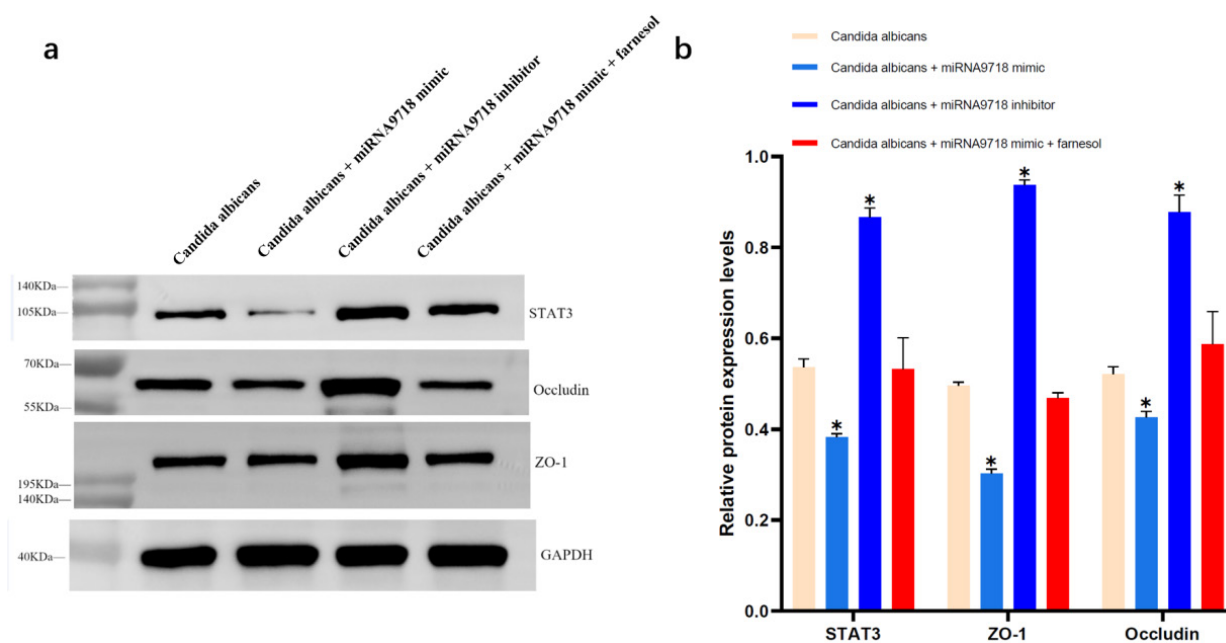 a
Candida albicans
Candida albicans + miRNA9718 mimic
Candida albicans + miRNA9718 inhibitor
Candida albicans + miRNA9718 mimic + farnesol
140KDa—
105KDa—
STAT3
70KDa—
55KDa—
Occludin
195KDa—
140KDa—
ZO-1
40KDa—
GAPDH
b
Candida albicans
Candida albicans + miRNA9718 mimic
Candida albicans + miRNA9718 inhibitor
Candida albicans + miRNA9718 mimic + farnesol
Relative protein expression levels
1.0
0.8
0.6
0.4
0.2
0.0
* * *
* * *
STAT3 ZO-1 Occludin